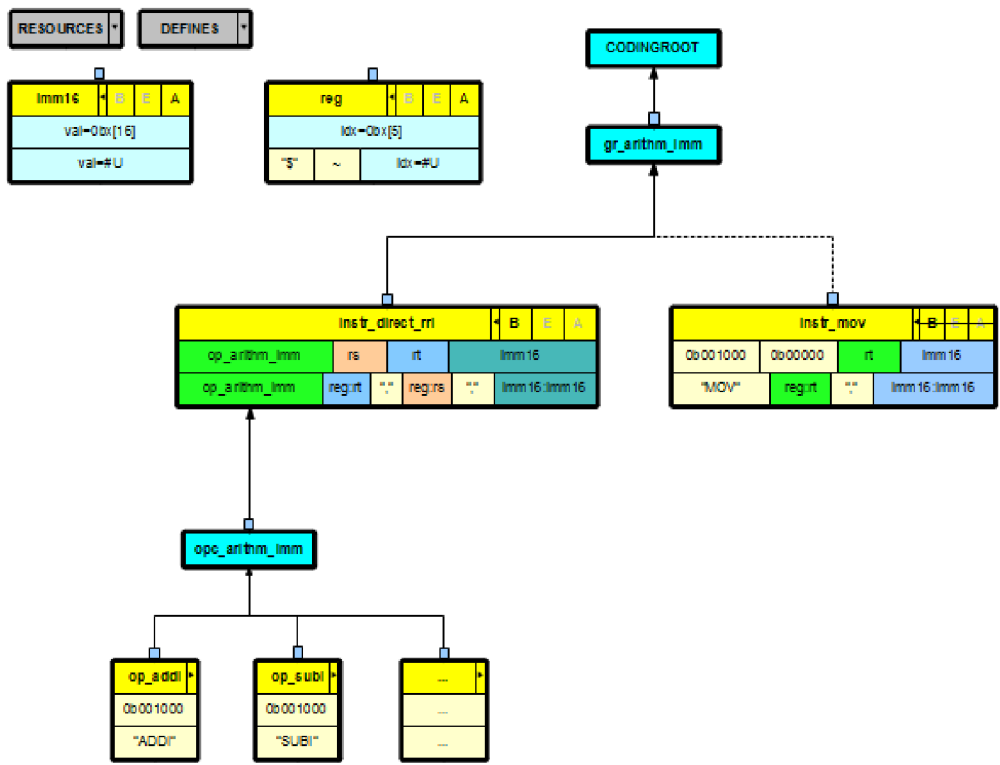 RESOURCES DEFINES
CODINGROOT
imm16 B E A
reg B E A
val=0bx[16]
idx=0bx[5]
gr_arithm_imm
val=#U
"$" ~ idx=#U
instr_direct_rri B E A
instr_mov B E A
op_arithm_imm rs rt imm16
0b001000 0b00000 rt imm16
op_arithm_imm reg:rt "," reg:rs "," imm16:imm16
"MOV" reg:rt "," imm16:imm16
opc_arithm_imm
op_addi op_subi ...
0b001000 0b001000 ...
"ADDI" "SUBI" ...